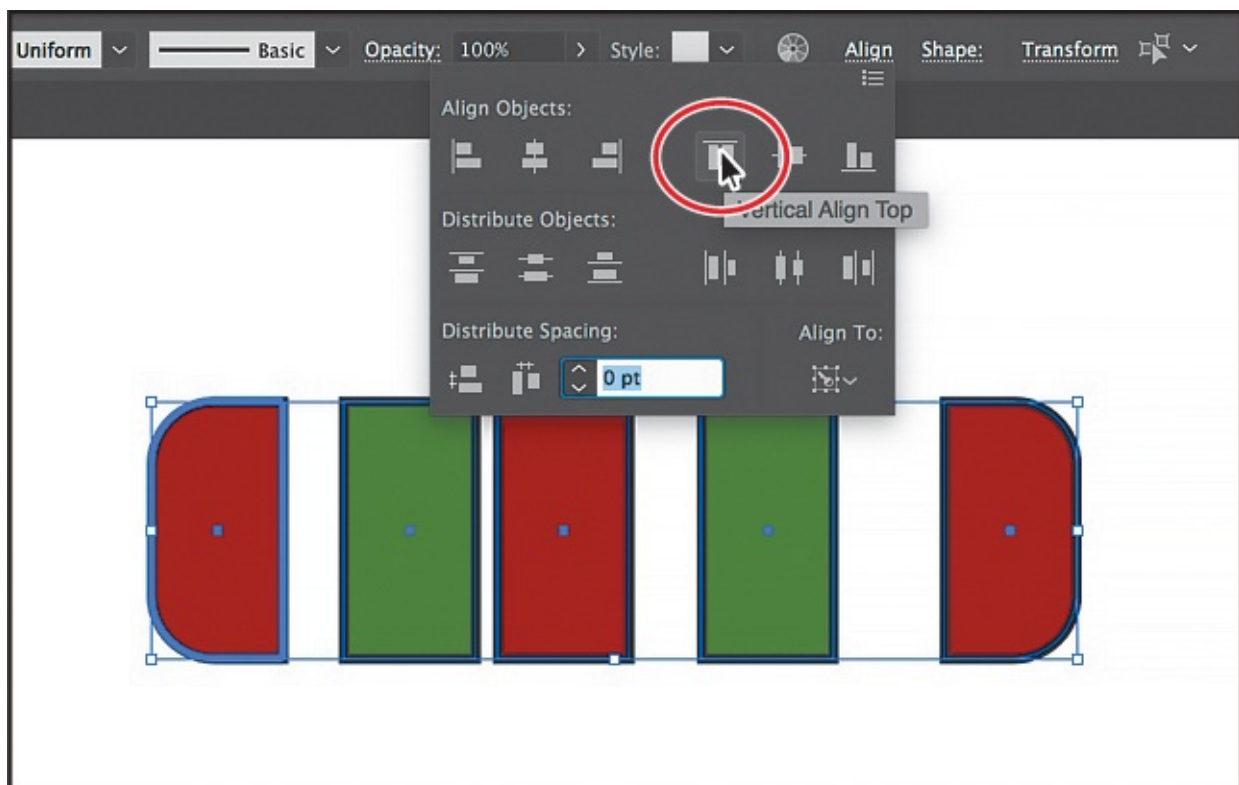 Uniform Basic Opacity: 100% Style: Align Shape: Transform
Align Objects:
Vertical Align Top
Distribute Objects:
Distribute Spacing: Align To:
0 pt